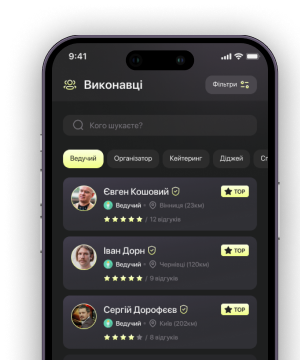 9:41
Виконавці
Фільтри
Кого шукаєте?
Ведучий Організатор Кейтеринг Діджей Сп
Євген Кошовий TOP
Ведучий • Вінниця (23км)
/ 12 відгуків
Іван Дорн TOP
Ведучий • Чернівці (120км)
/ 9 відгуків
Сергій Дорофєєв TOP
Ведучий • Київ (202км)
/ 8 відгуків